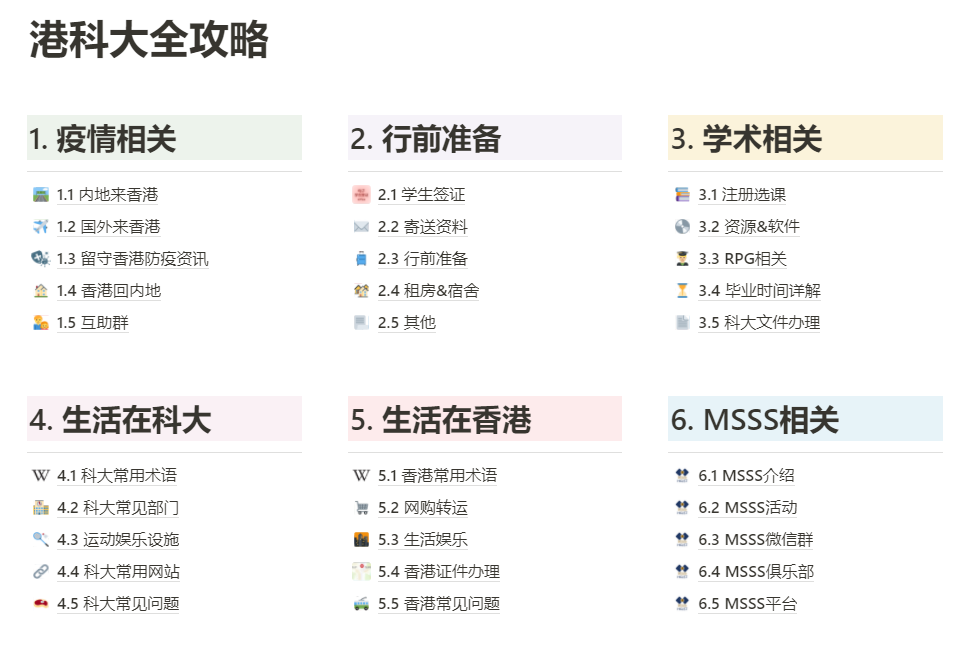 港科大全攻略
1. 疫情相关
1.1 内地来香港
1.2 国外来香港
1.3 留守香港防疫资讯
1.4 香港回内地
1.5 互助群
2. 行前准备
2.1 学生签证
2.2 寄送资料
2.3 行前准备
2.4 租房&宿舍
2.5 其他
3. 学术相关
3.1 注册选课
3.2 资源&软件
3.3 RPG相关
3.4 毕业时间详解
3.5 科大文件办理
4. 生活在科大
4.1 科大常用术语
4.2 科大常见部门
4.3 运动娱乐设施
4.4 科大常用网站
4.5 科大常见问题
5. 生活在香港
5.1 香港常用术语
5.2 网购转运
5.3 生活娱乐
5.4 香港证件办理
5.5 香港常见问题
6. MSSS相关
6.1 MSSS介绍
6.2 MSSS活动
6.3 MSSS微信群
6.4 MSSS俱乐部
6.5 MSSS平台